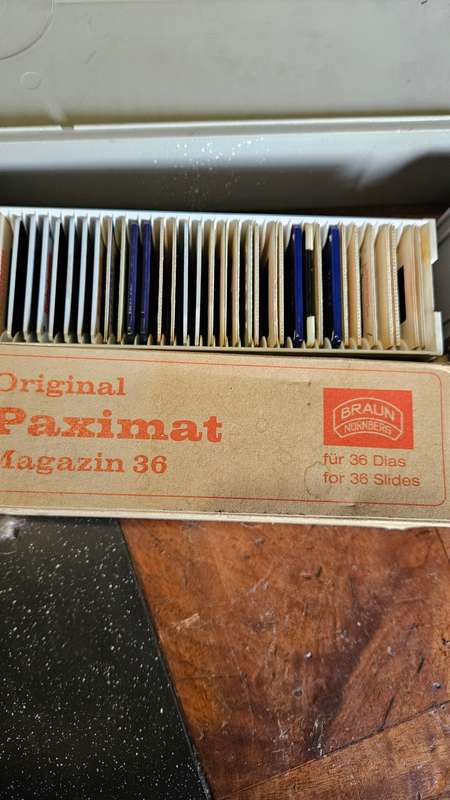 Original
Paximat
Magazin 36
BRAUN
NÜRNBERG
für 36 Dias
for 36 Slides